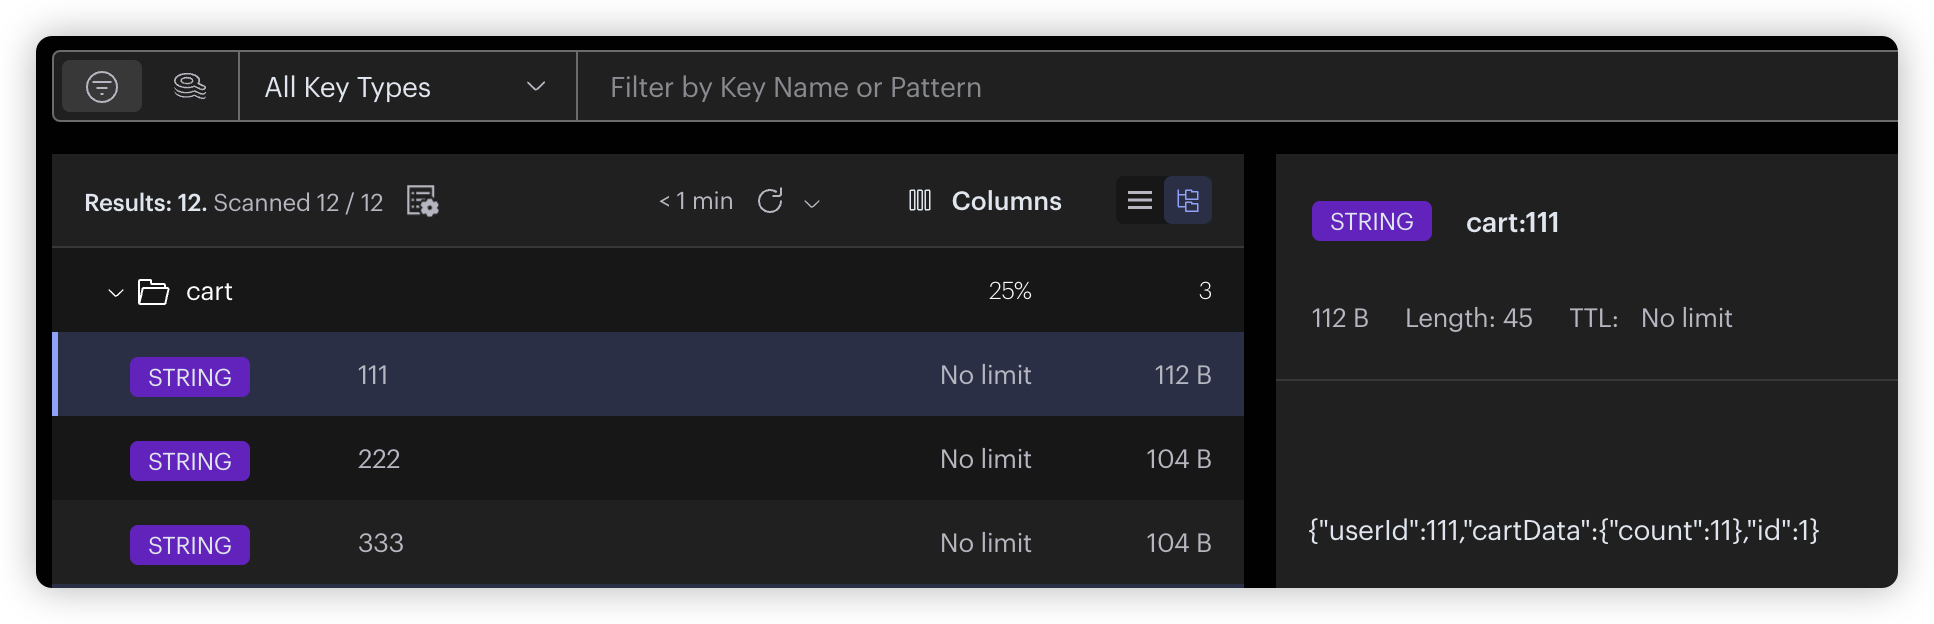 All Key Types
Filter by Key Name or Pattern
Results: 12. Scanned 12 / 12
< 1 min
Columns
cart 25% 3
STRING 111 No limit 112 B
STRING 222 No limit 104 B
STRING 333 No limit 104 B
STRING cart:111
112 B Length: 45 TTL: No limit
{"userId":111,"cartData":{"count":11},"id":1}